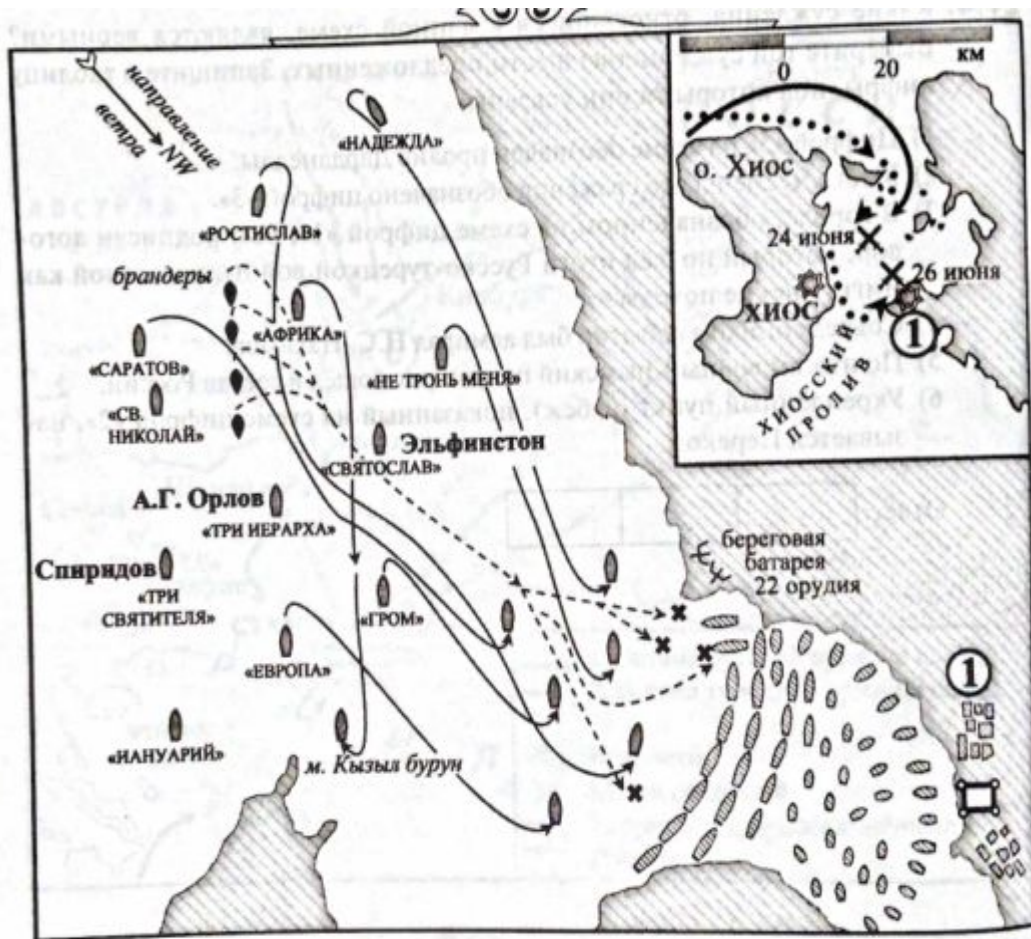 направление
ветра
NW
«НАДЕЖДА»
«РОСТИСЛАВ»
брандеры
«АФРИКА»
«САРАТОВ»
«НЕ ТРОНЬ МЕНЯ»
«СВ.
НИКОЛАЙ»
Эльфинстон
«СВЯТОСЛАВ»
А.Г. Орлов
«ТРИ ИЕРАРХА»
Спиридов
«ТРИ
СВЯТИТЕЛЯ»
«ГРОМ»
«ЕВРОПА»
«ИАНУАРИЙ»
м. Кызыл бурун
береговая
батарея
22 орудия
1
0 20 км
о. Хиос
24 июня
26 июня
ХИОС
1
ХИОССКИЙ
ПРОЛИВ